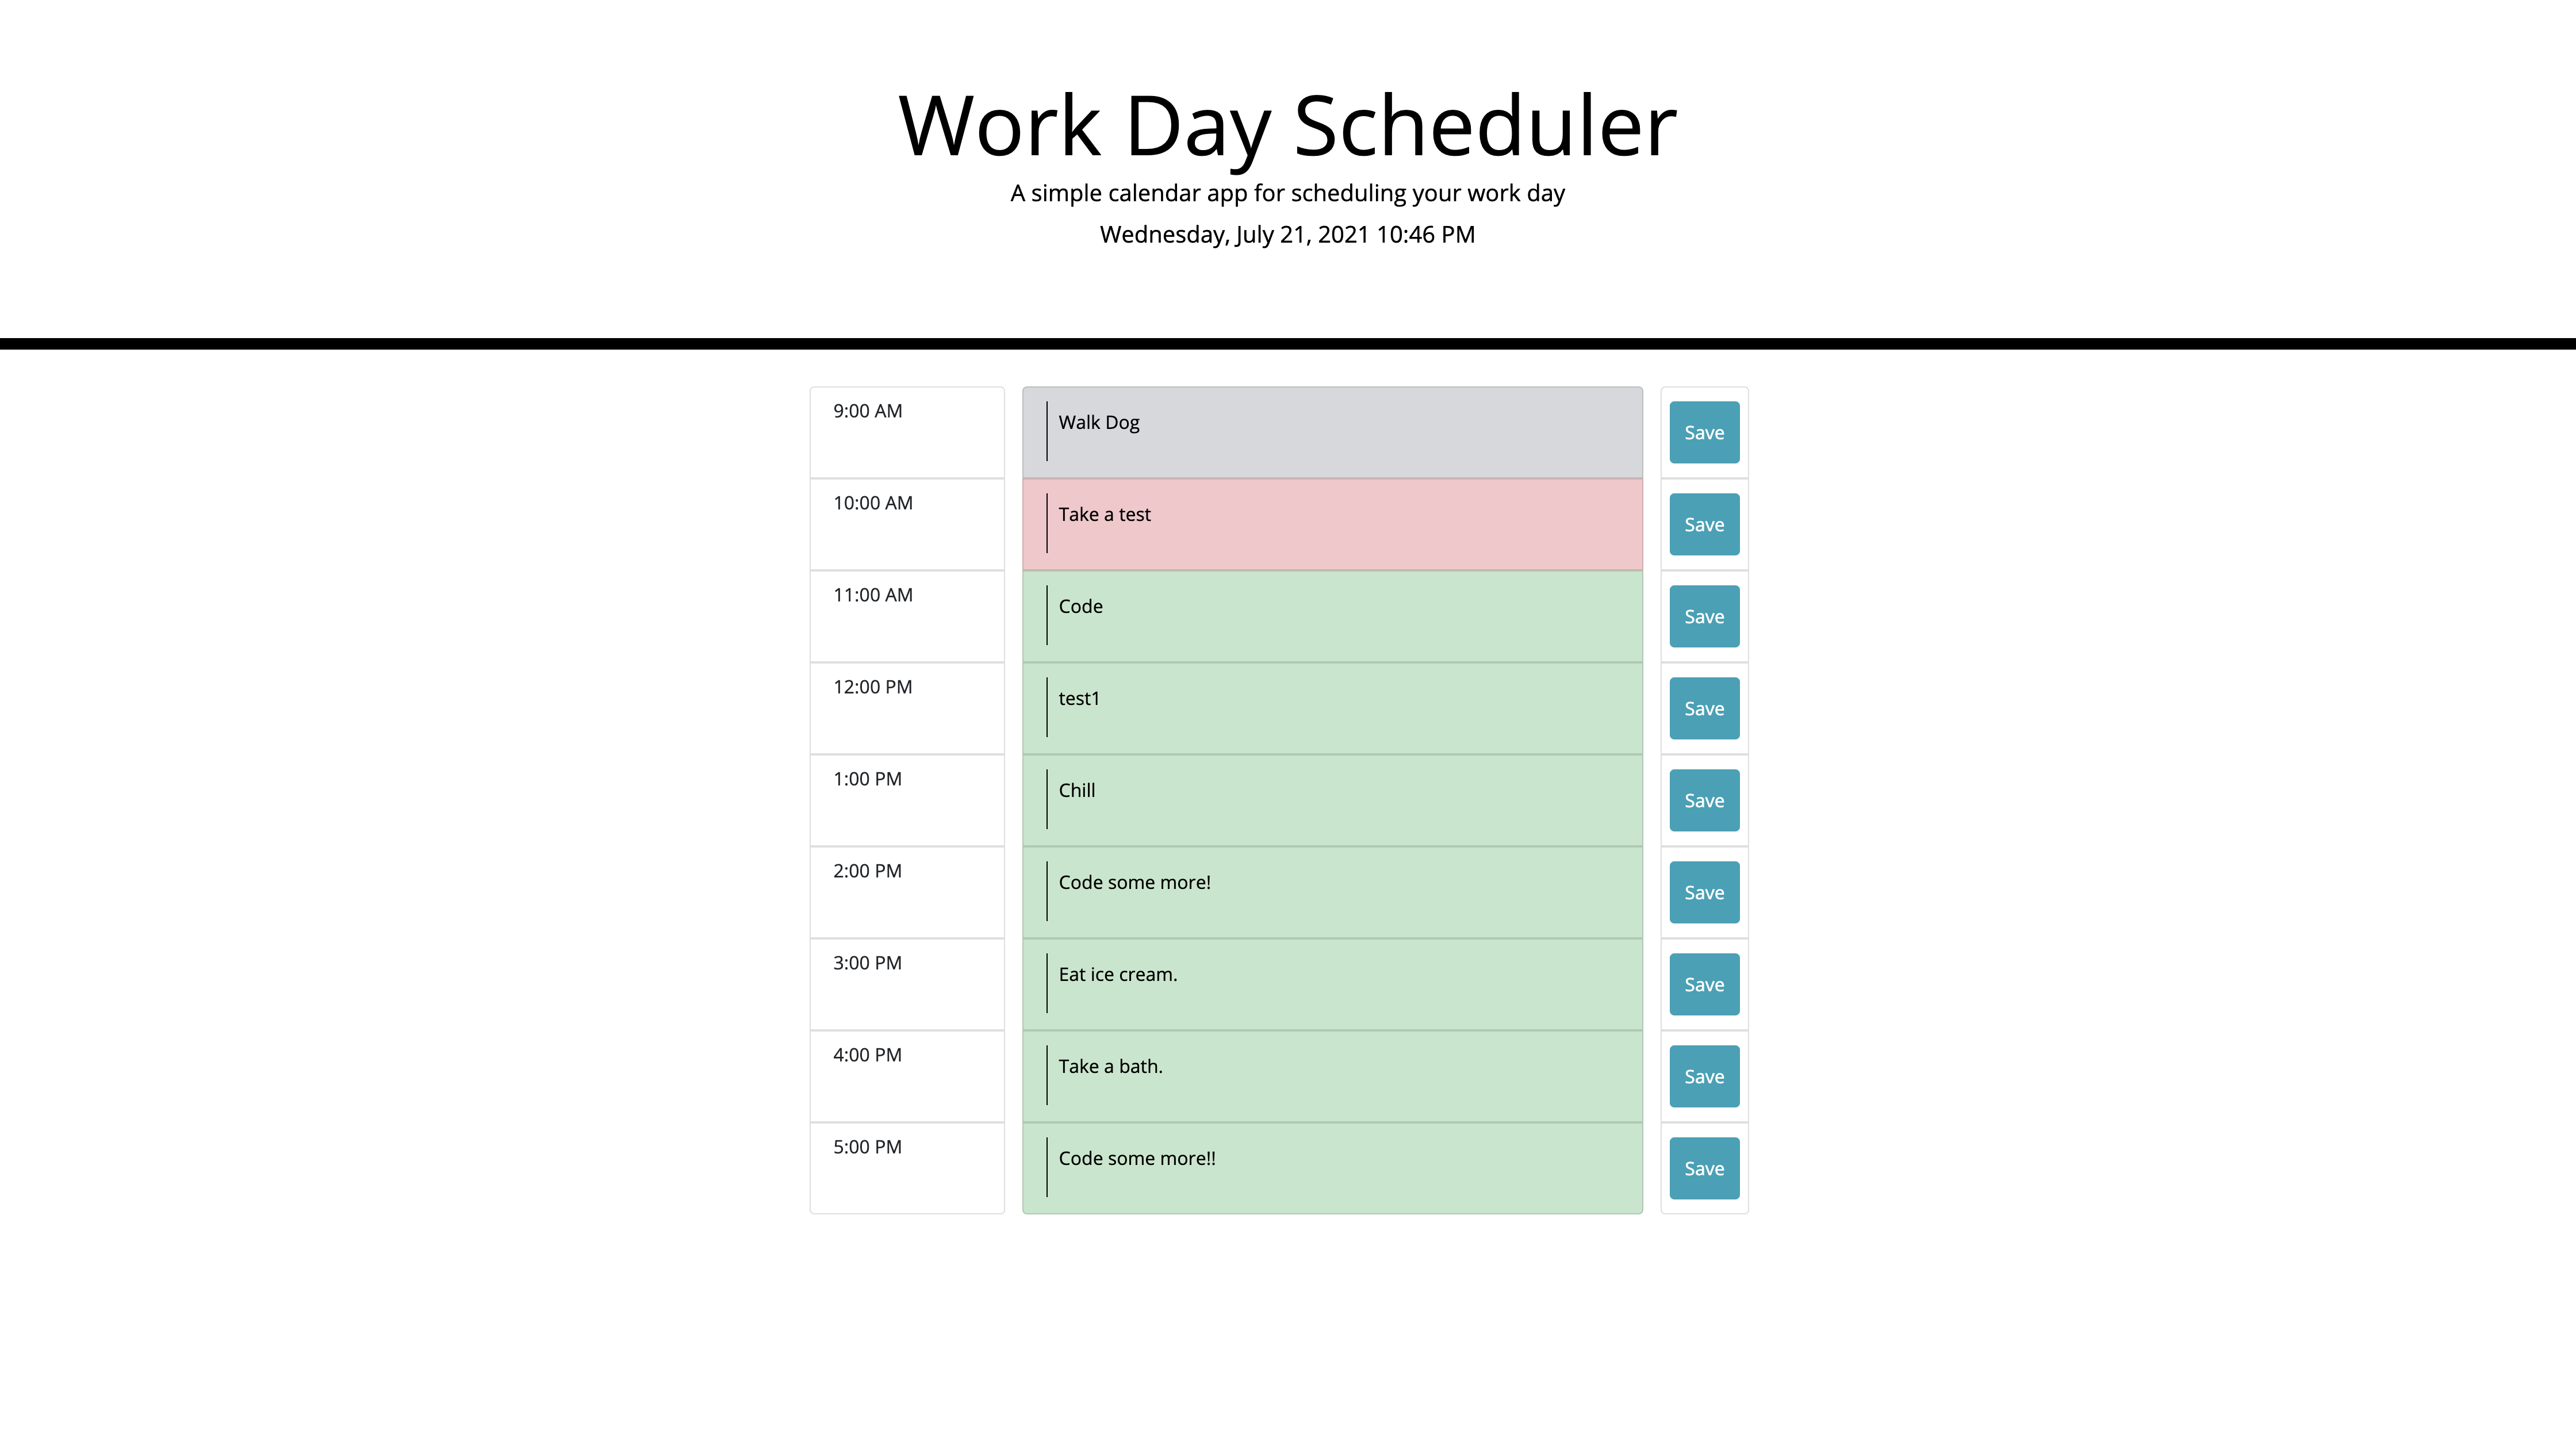 Work Day Scheduler
A simple calendar app for scheduling your work day
Wednesday, July 21, 2021 10:46 PM
9:00 AM Walk Dog Save
10:00 AM Take a test Save
11:00 AM Code Save
12:00 PM test1 Save
1:00 PM Chill Save
2:00 PM Code some more! Save
3:00 PM Eat ice cream. Save
4:00 PM Take a bath. Save
5:00 PM Code some more!! Save